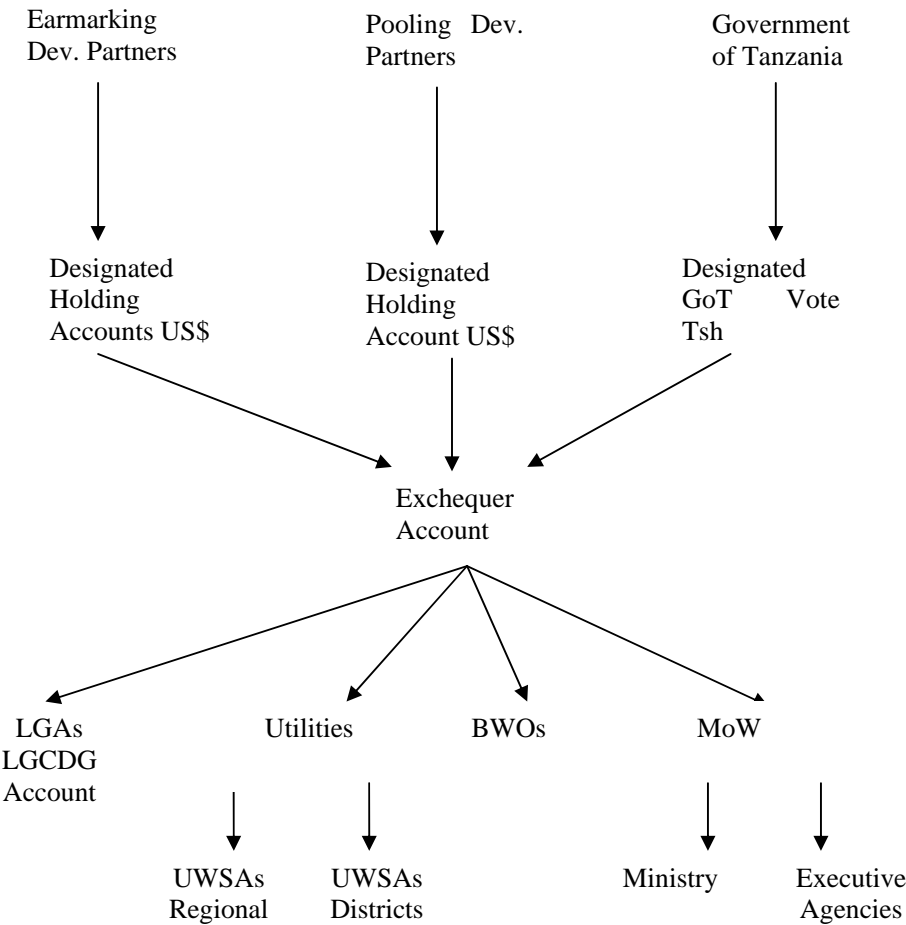 Earmarking
Dev. Partners
Pooling Dev.
Partners
Government
of Tanzania
Designated
Holding
Accounts US$
Designated
Holding
Account US$
Designated
GoT Vote
Tsh
Exchequer
Account
LGAs
LGCDG
Account
Utilities
BWOs
MoW
UWSAs
Regional
UWSAs
Districts
Ministry
Executive
Agencies